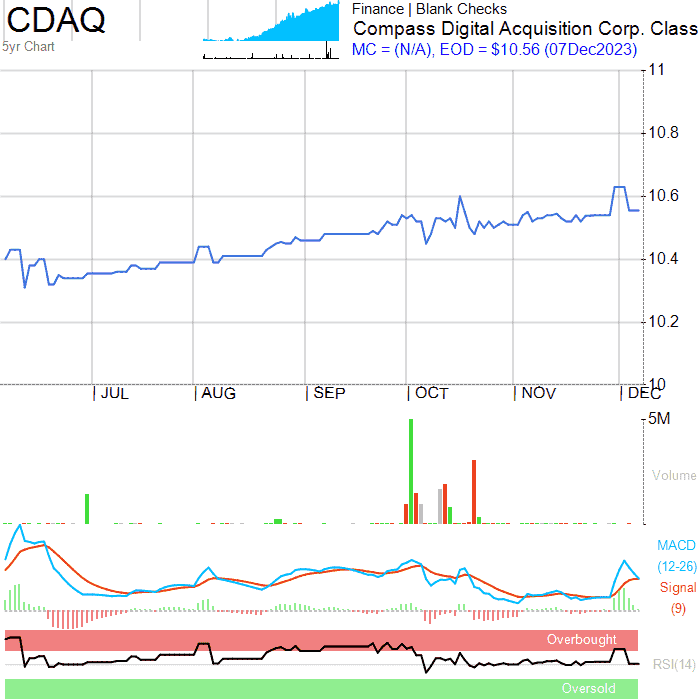 CDAQ
5yr Chart
Finance | Blank Checks
Compass Digital Acquisition Corp. Class
MC = (N/A), EOD = $10.56 (07Dec2023)
11
10.8
10.6
10.4
10.2
10
JUL
AUG
SEP
OCT
NOV
DEC
5M
Volume
MACD
(12-26)
Signal
(9)
Overbought
RSI(14)
Oversold